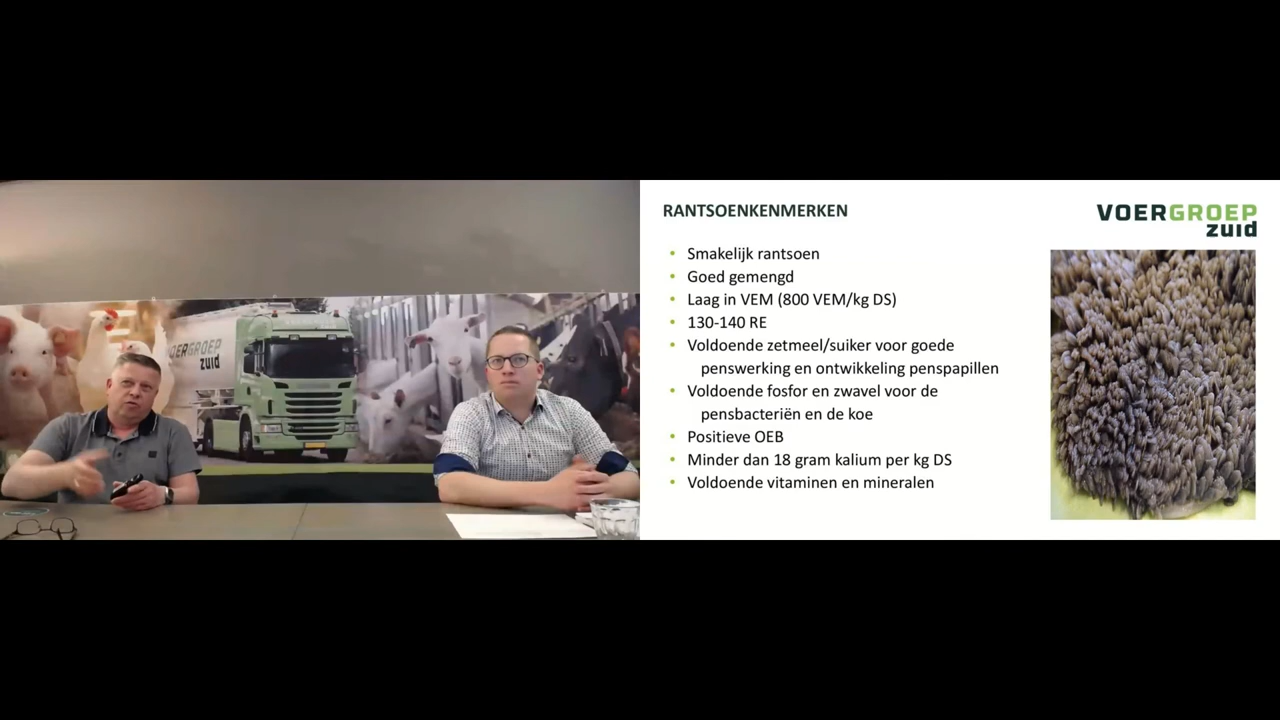 RANTSOENKENMERKEN
VOERGROEP
zuid
• Smakelijk rantsoen
• Goed gemengd
• Laag in VEM (800 VEM/kg DS)
• 130-140 RE
• Voldoende zetmeel/suiker voor goede
penswerking en ontwikkeling penspapillen
• Voldoende fosfor en zwavel voor de
pensbacteriën en de koe
• Positieve OEB
• Minder dan 18 gram kalium per kg DS
• Voldoende vitaminen en mineralen
VOERGROEP
zuid